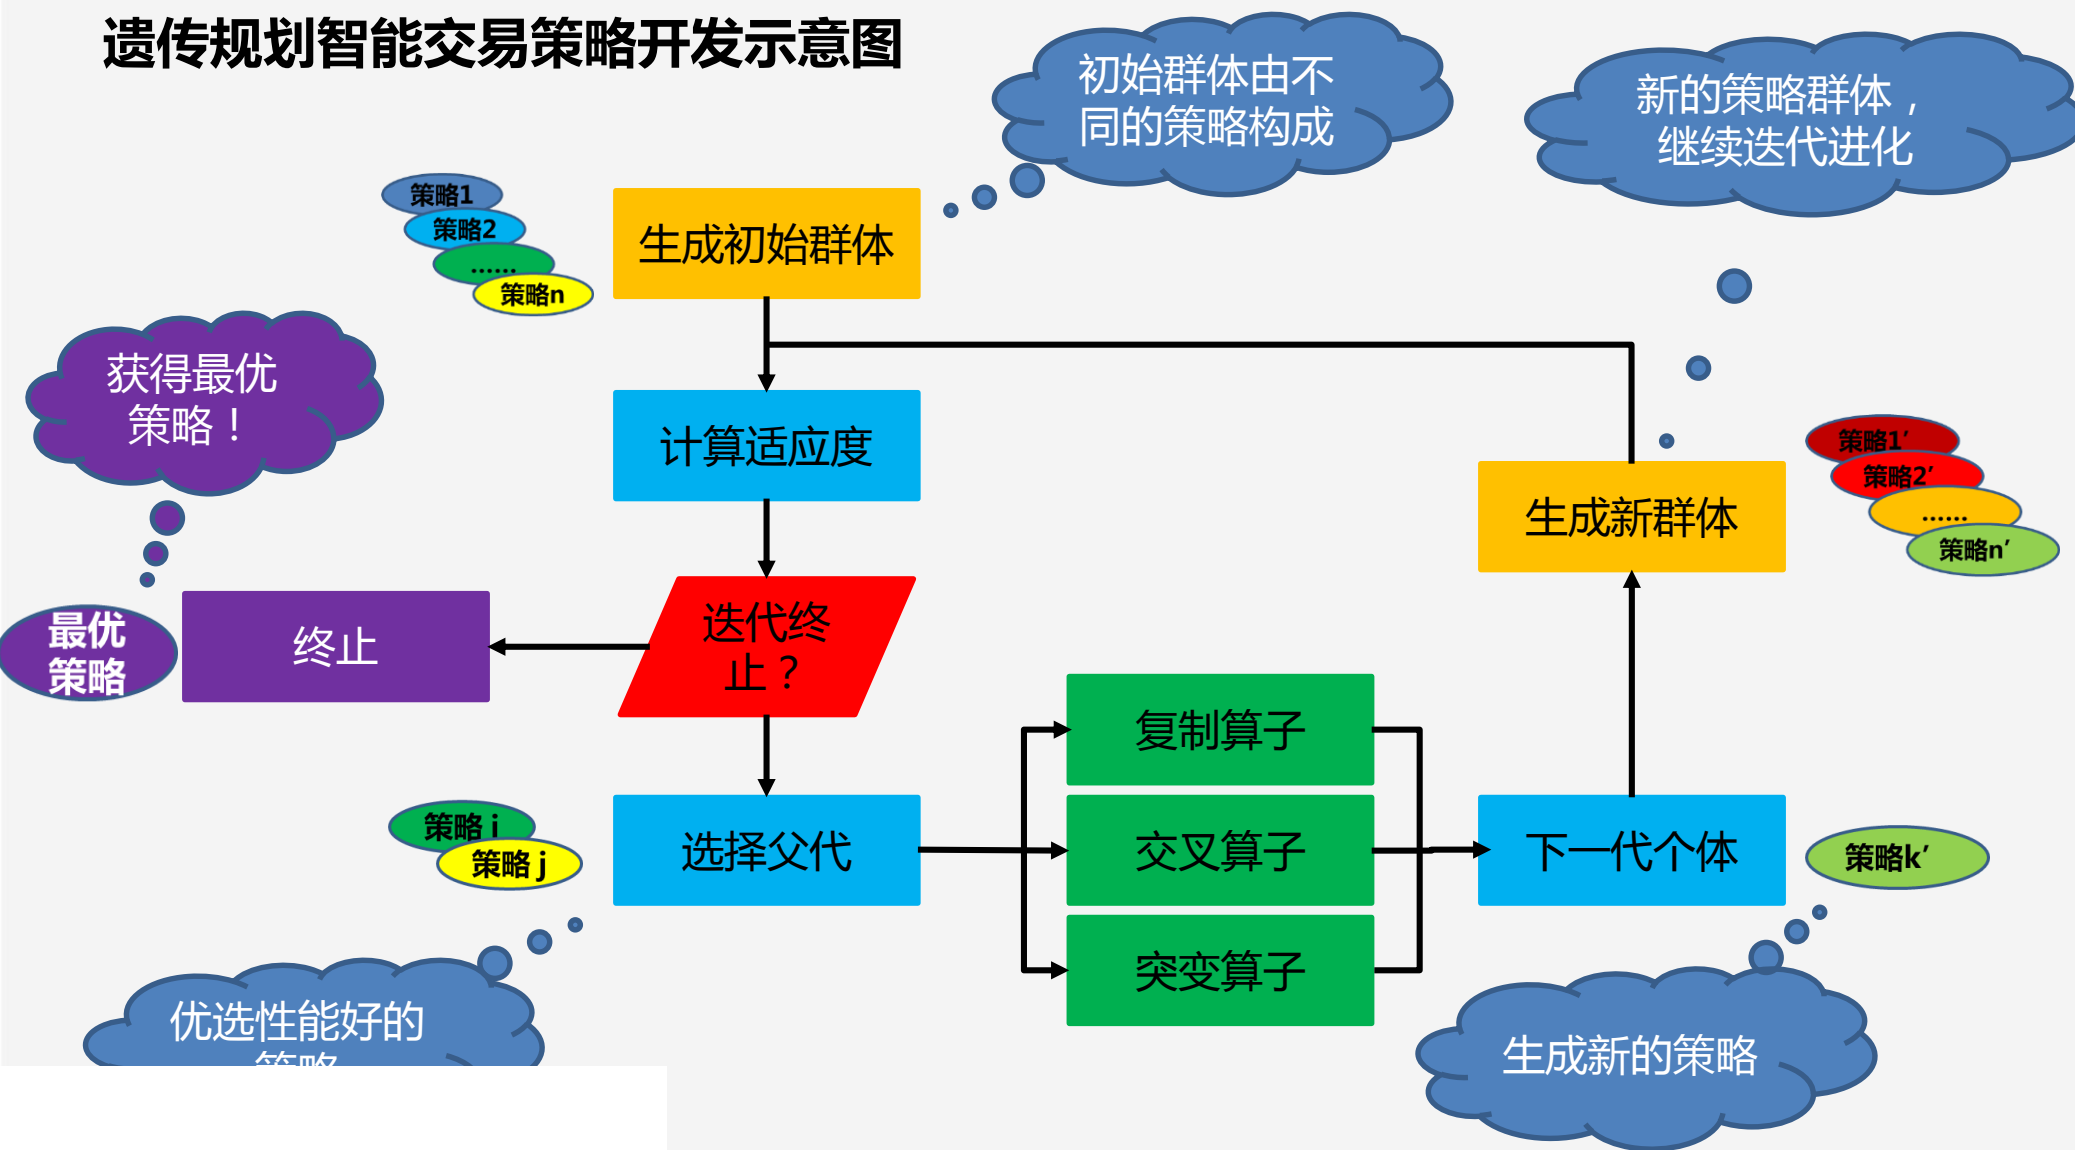 遗传规划智能交易策略开发示意图
初始群体由不
同的策略构成
新的策略群体，
继续迭代进化
策略1
策略2
……
策略n
生成初始群体
获得最优
策略！
计算适应度
策略1’
策略2’
……
策略n’
生成新群体
最优
策略
终止
迭代终
止？
复制算子
策略 i
策略 j
选择父代
交叉算子
下一代个体
策略k’
突变算子
优选性能好的
策略
生成新的策略